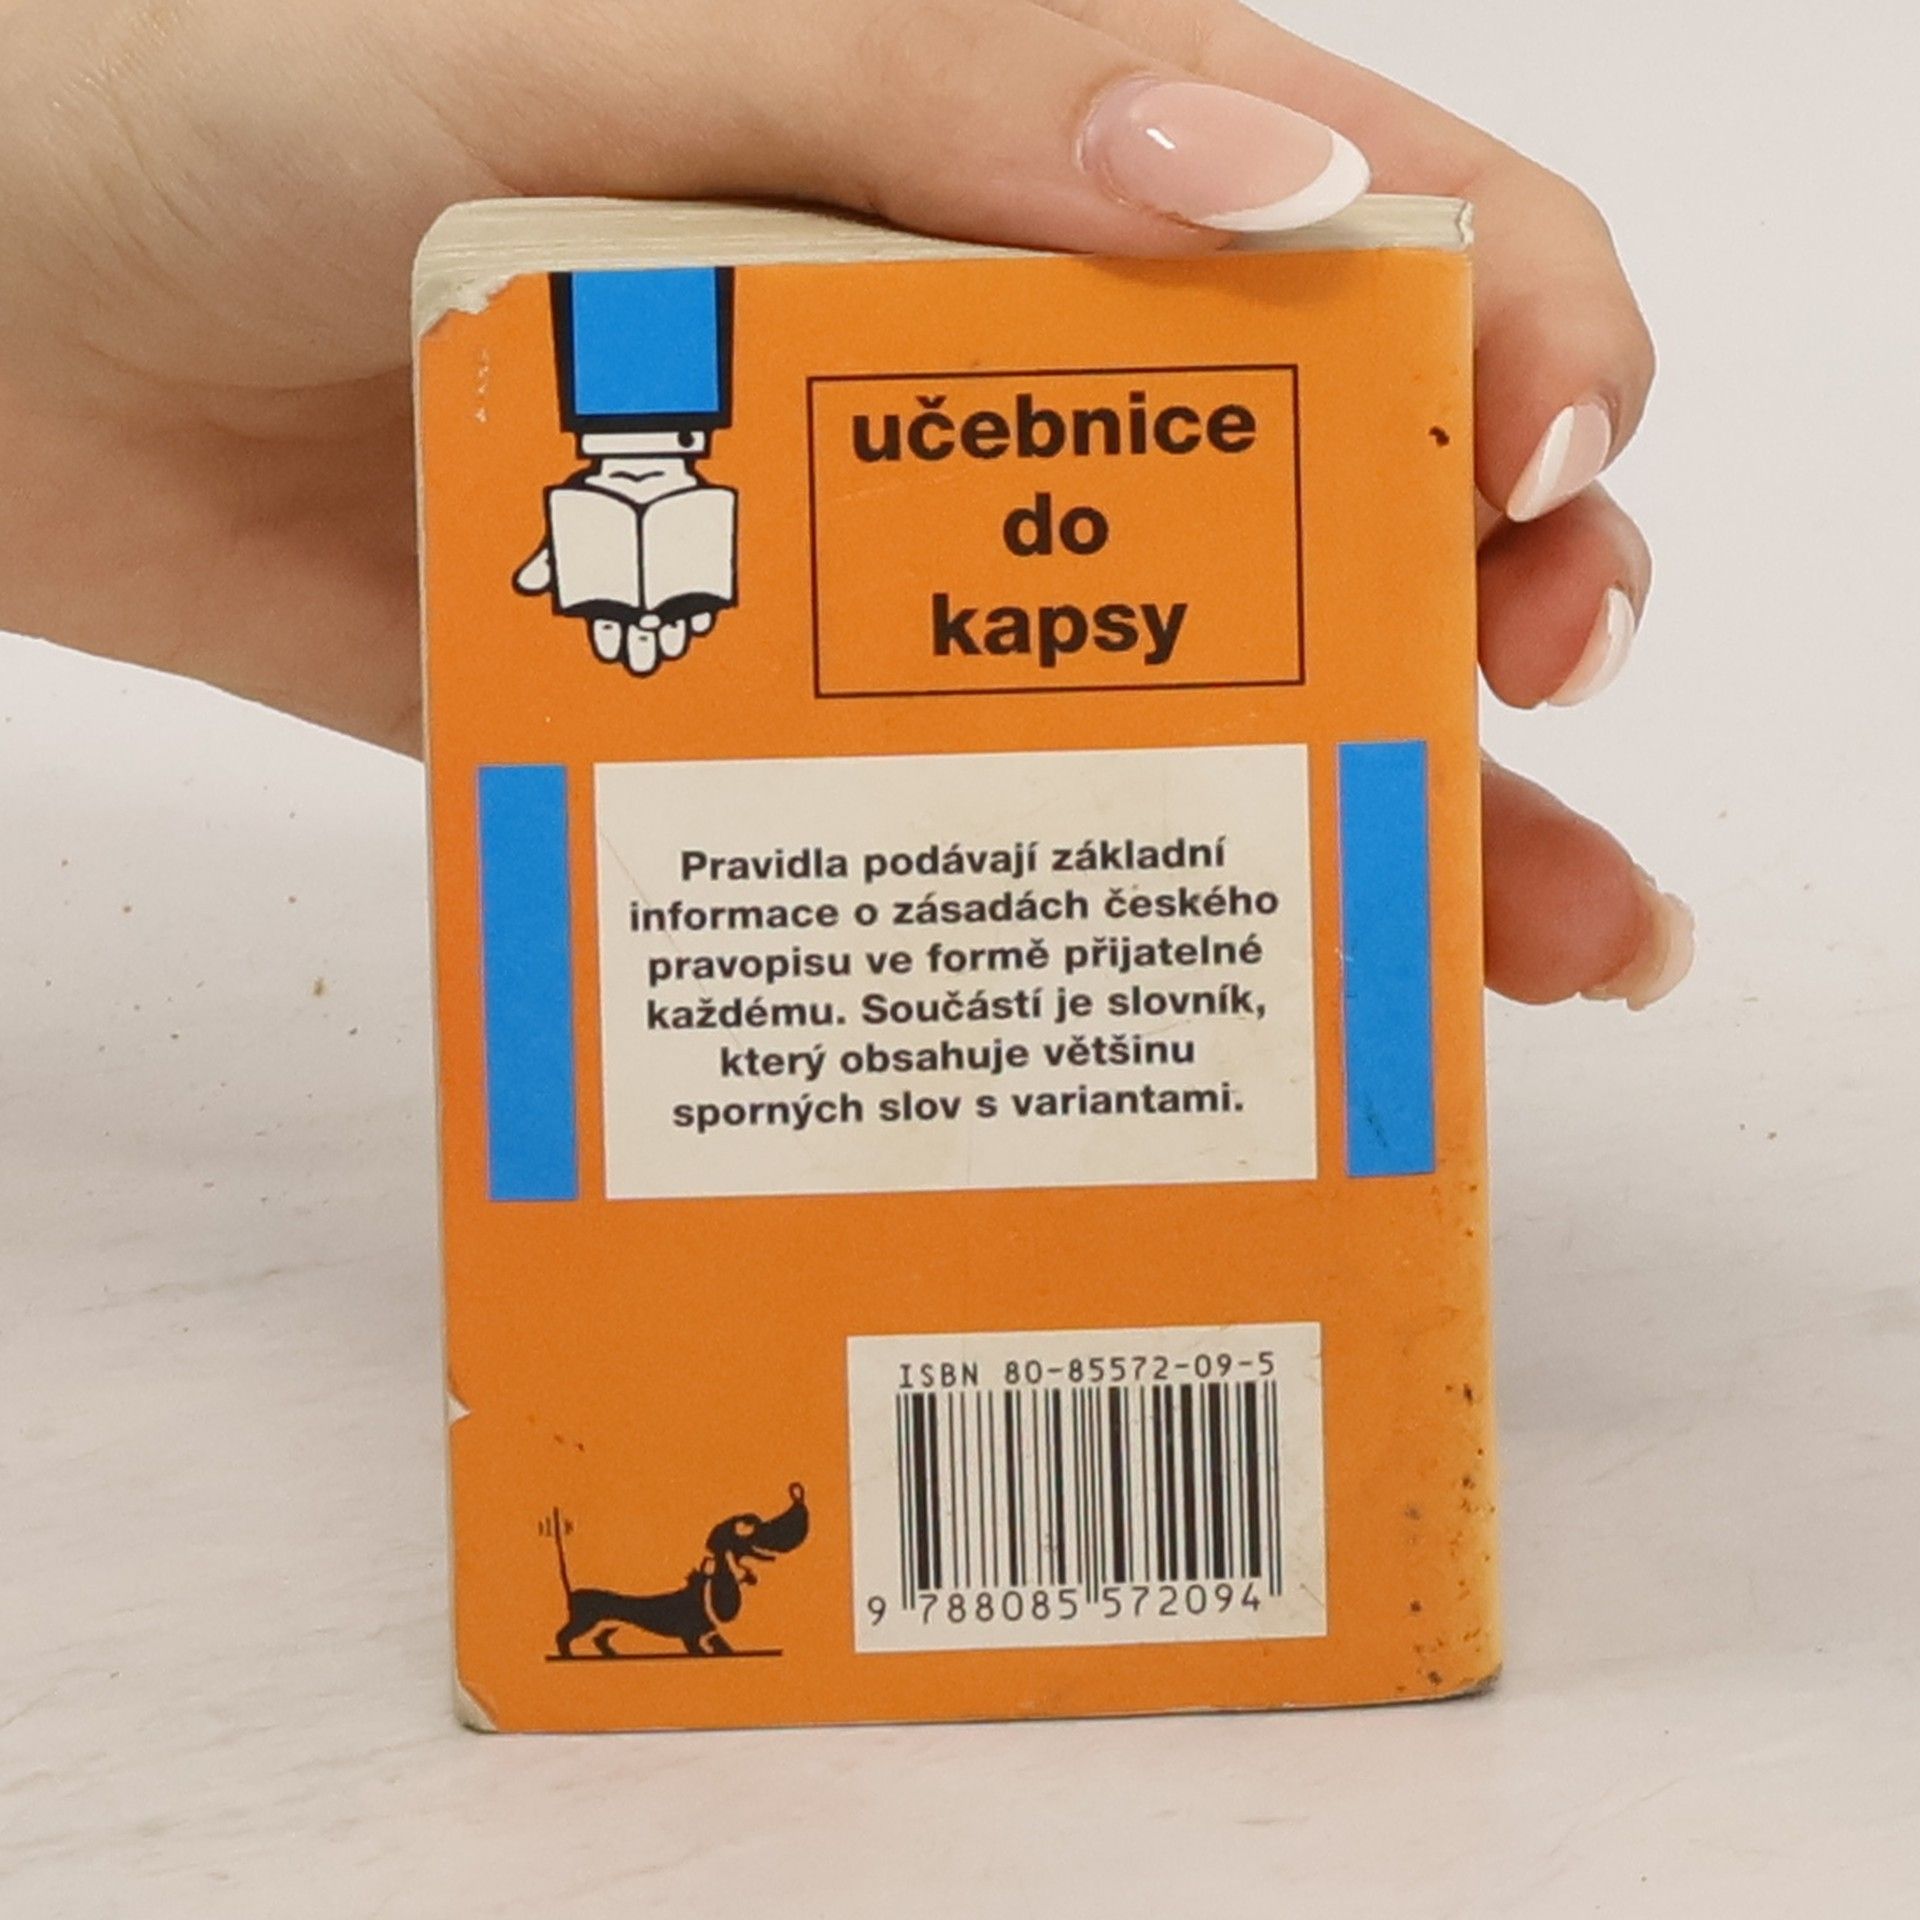 učebnice
do
kapsy
Pravidla podávají základní
informace o zásadách českého
pravopisu ve formě přijatelné
každému. Součástí je slovník,
který obsahuje většinu
sporných slov s variantami.
ISBN 80-85572-09-5
9 788085 572094